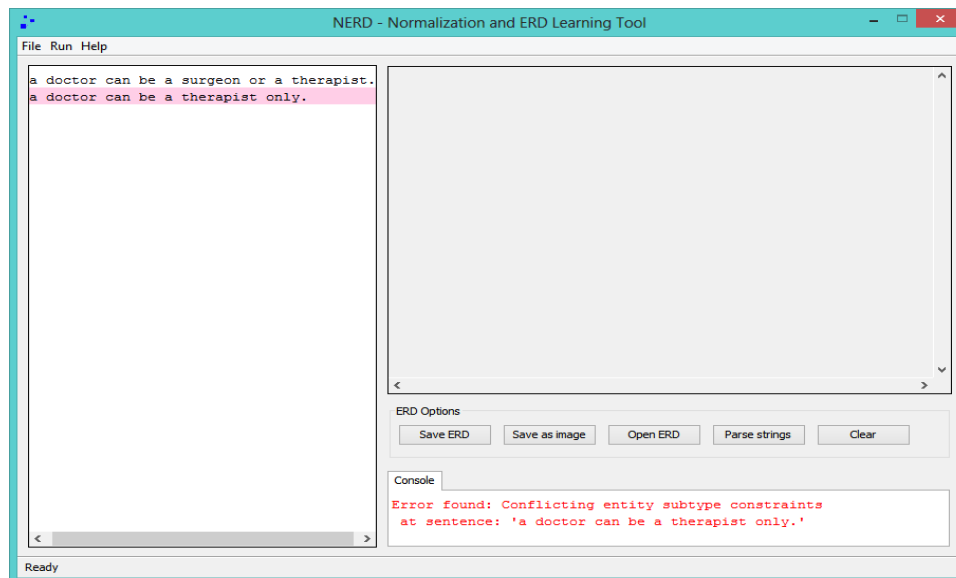 NERD - Normalization and ERD Learning Tool
File Run Help
a doctor can be a surgeon or a therapist.
a doctor can be a therapist only.
ERD Options
Save ERD Save as image Open ERD Parse strings Clear
Console
Error found: Conflicting entity subtype constraints
at sentence: 'a doctor can be a therapist only.'
Ready